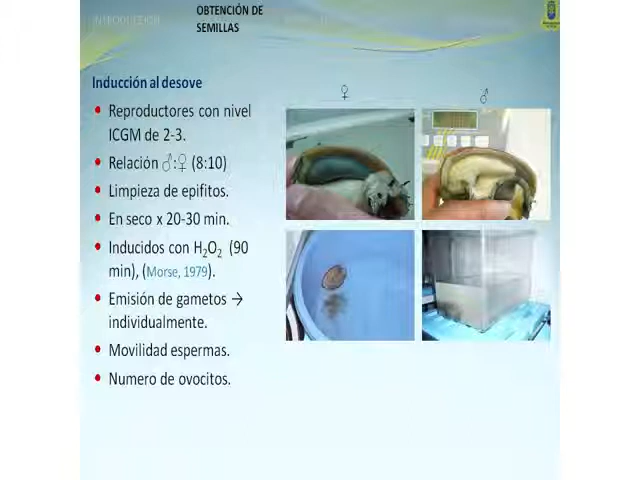 INTRODUCCIÓN
OBTENCIÓN DE
SEMILLAS
Inducción al desove
♀
♂
• Reproductores con nivel
ICGM de 2-3.
• Relación ♂:♀ (8:10)
• Limpieza de epifitos.
• En seco x 20-30 min.
• Inducidos con H₂O₂ (90
min), (Morse, 1979).
• Emisión de gametos →
individualmente.
• Movilidad espermas.
• Numero de ovocitos.